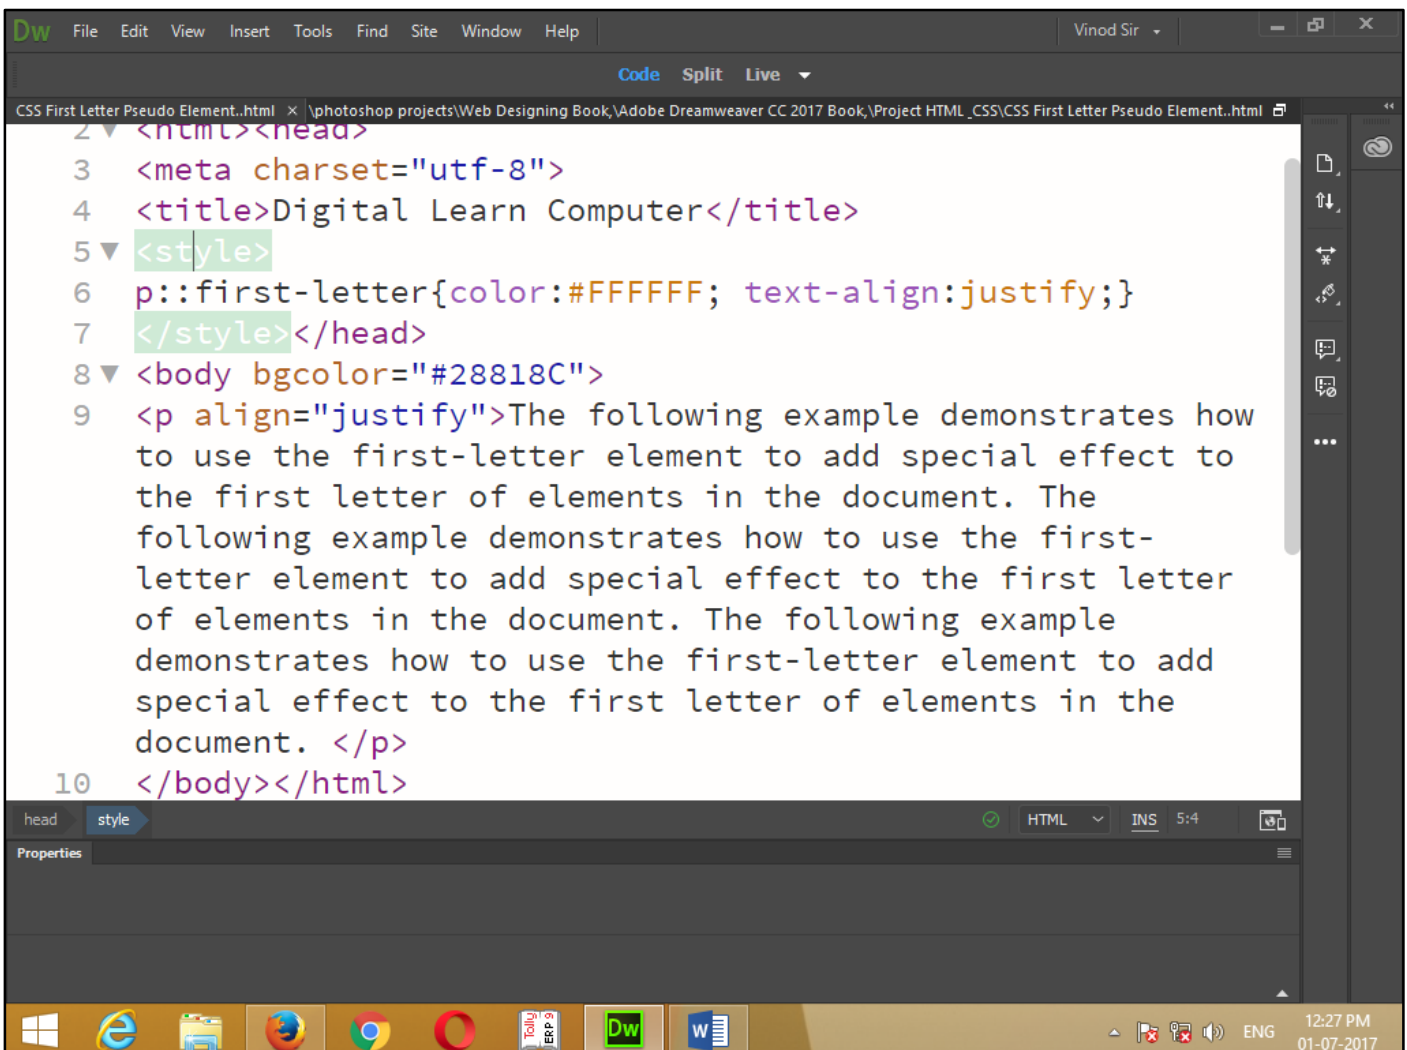 Dw File Edit View Insert Tools Find Site Window Help Vinod Sir
Code Split Live
CSS First Letter Pseudo Element..html × \photoshop projects\Web Designing Book,\Adobe Dreamweaver CC 2017 Book,\Project HTML_CSS\CSS First Letter Pseudo Element..html
2 <html><head>
3 <meta charset="utf-8">
4 <title>Digital Learn Computer</title>
5 <style>
6 p::first-letter{color:#FFFFFF; text-align:justify;}
7 </style></head>
8 <body bgcolor="#28818C">
9 <p align="justify">The following example demonstrates how
to use the first-letter element to add special effect to
the first letter of elements in the document. The
following example demonstrates how to use the first-
letter element to add special effect to the first letter
of elements in the document. The following example
demonstrates how to use the first-letter element to add
special effect to the first letter of elements in the
document. </p>
10 </body></html>
head style HTML INS 5:4
Properties
Tally ERP 9 Dw W ENG 12:27 PM
01-07-2017